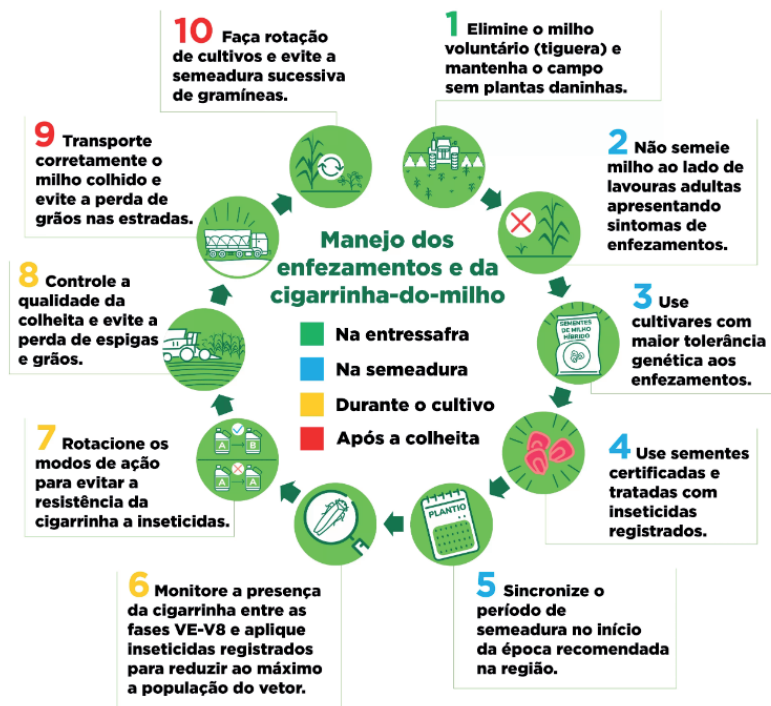 1 Elimine o milho
voluntário (tiguera) e
mantenha o campo
sem plantas daninhas.
2 Não semeie
milho ao lado de
lavouras adultas
apresentando
sintomas de
enfezamentos.
3 Use
cultivares com
maior tolerância
genética aos
enfezamentos.
4 Use sementes
certificadas e
tratadas com
inseticidas
registrados.
5 Sincronize o
período de
semeadura no início
da época recomendada
na região.
6 Monitore a presença
da cigarrinha entre as
fases VE-V8 e aplique
inseticidas registrados
para reduzir ao máximo
a população do vetor.
7 Rotacione os
modos de ação
para evitar a
resistência da
cigarrinha a inseticidas.
8 Controle a
qualidade da
colheita e evite a
perda de espigas
e grãos.
9 Transporte
corretamente o
milho colhido e
evite a perda de
grãos nas estradas.
10 Faça rotação
de cultivos e evite a
semeadura sucessiva
de gramíneas.
Manejo dos
enfezamentos e da
cigarrinha-do-milho
Na entressafra
Na semeadura
Durante o cultivo
Após a colheita
SEMENTES
DE MILHO
HÍBRIDO
PLANTIO
A B
A A